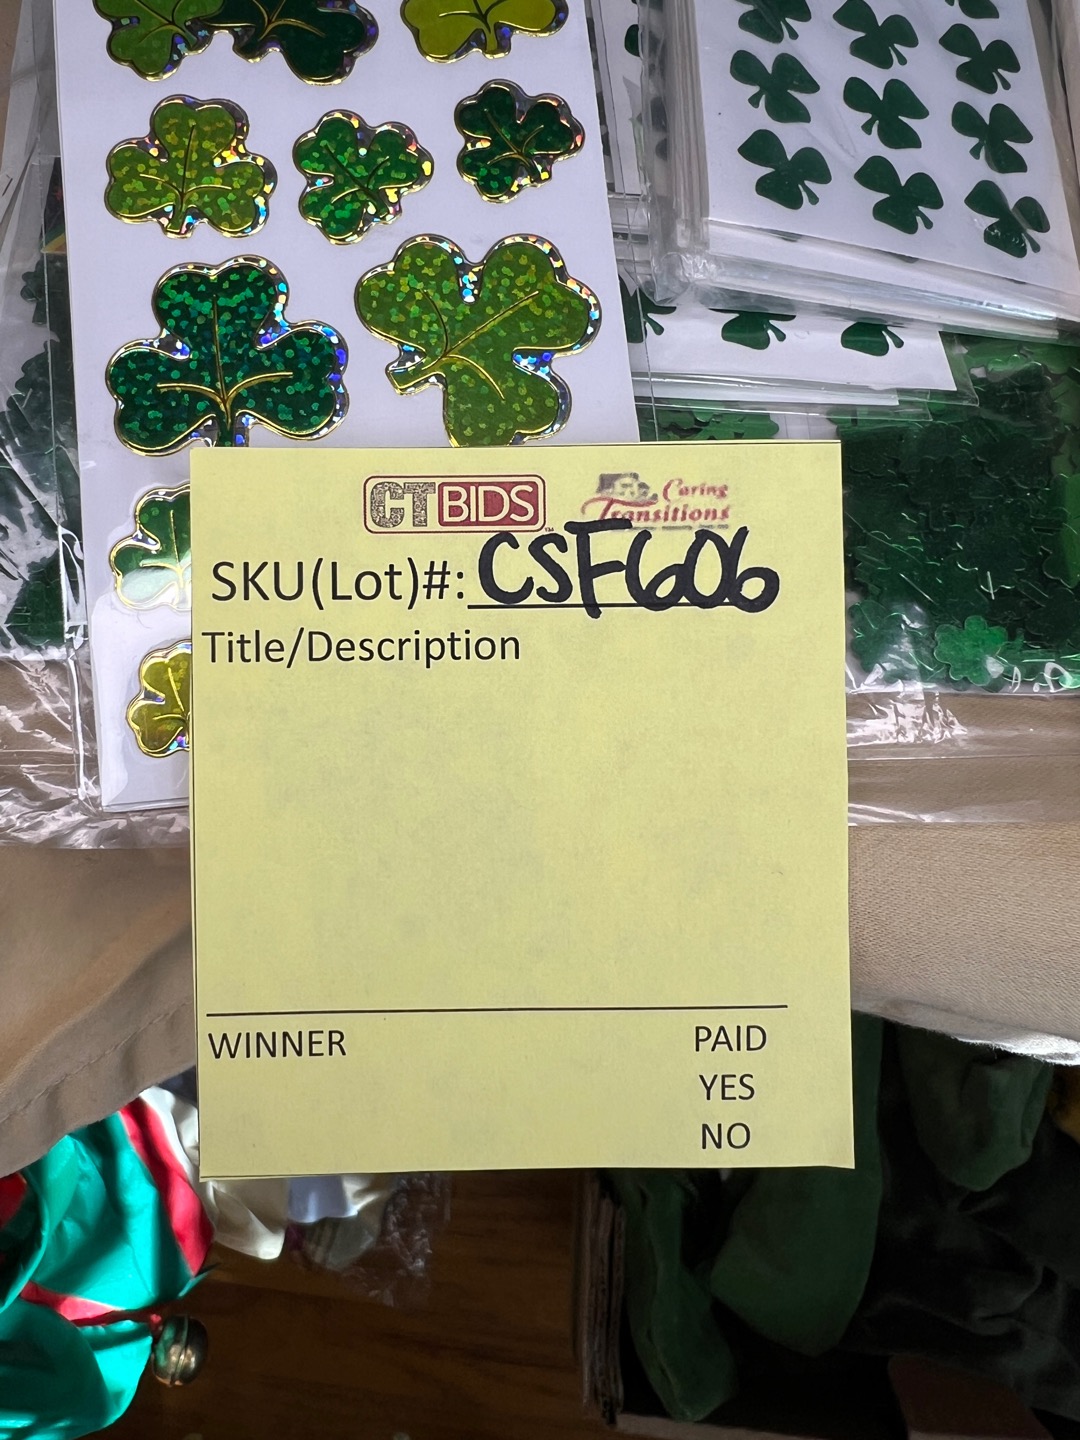 CTBIDS
Caring
Transitions
SKU(Lot)#: CSF606
Title/Description
WINNER PAID
YES
NO